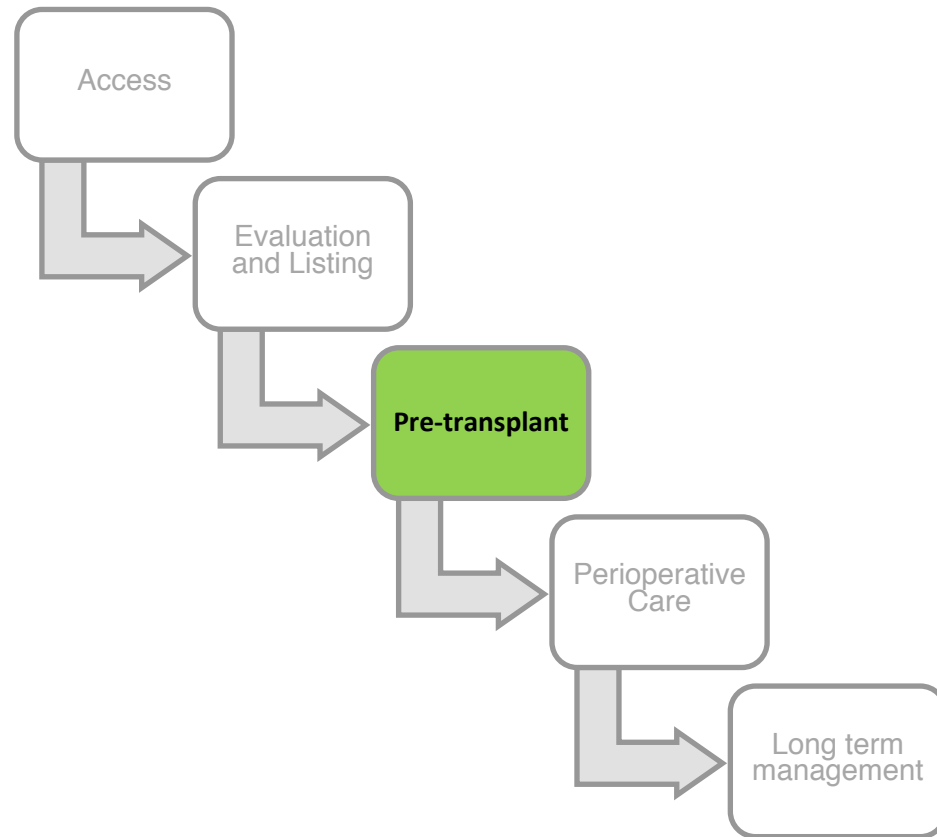 Access
Evaluation
and Listing
Pre-transplant
Perioperative
Care
Long term
management